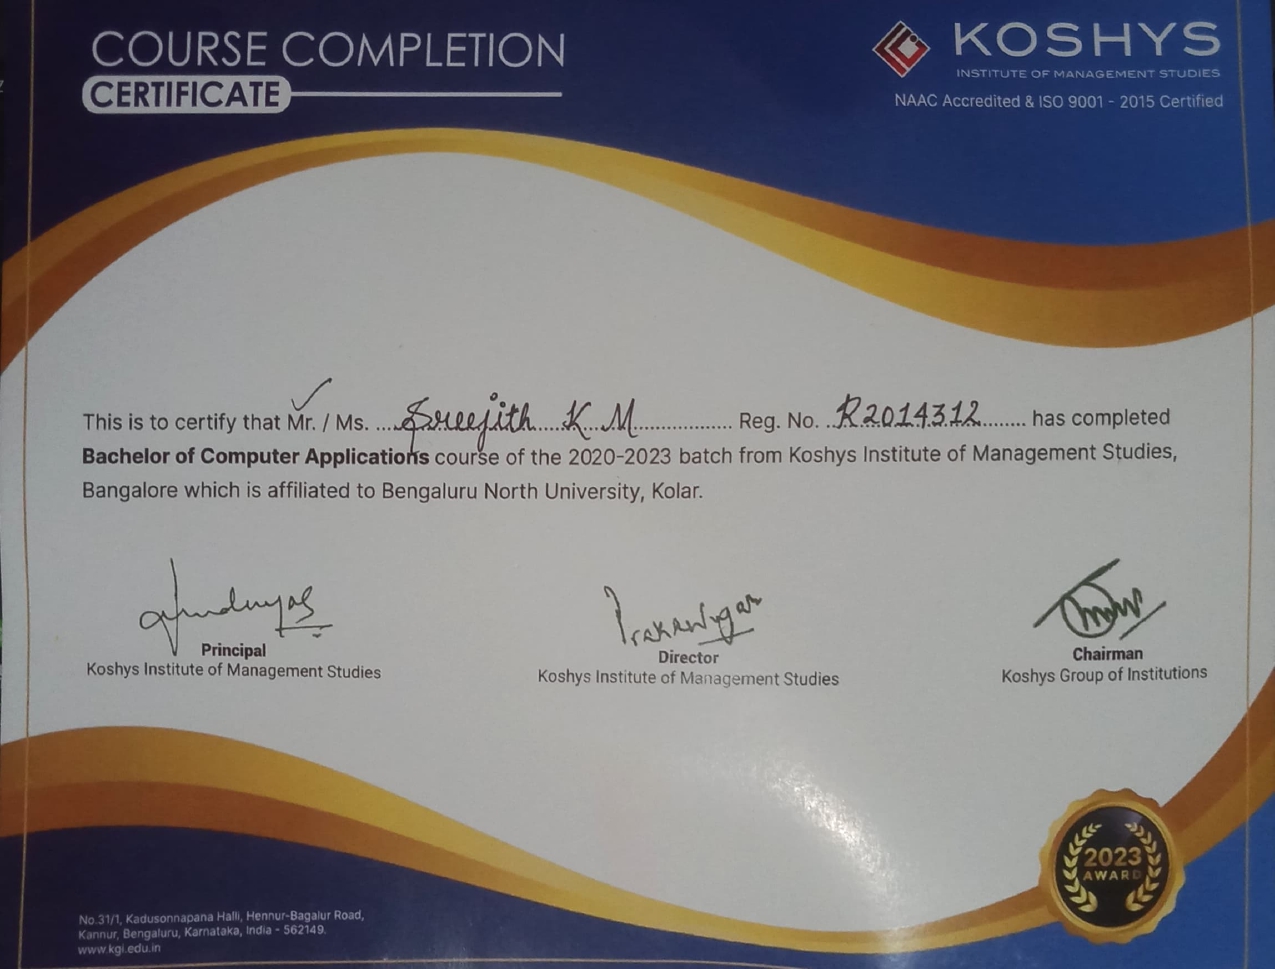 COURSE COMPLETION
CERTIFICATE
KOSHYS
INSTITUTE OF MANAGEMENT STUDIES
NAAC Accredited & ISO 9001 - 2015 Certified
This is to certify that Mr. / Ms. ....Sreejith....K..M.................. Reg. No. ..R2014312........ has completed
Bachelor of Computer Applications course of the 2020-2023 batch from Koshys Institute of Management Studies,
Bangalore which is affiliated to Bengaluru North University, Kolar.
Principal
Koshys Institute of Management Studies
Director
Koshys Institute of Management Studies
Chairman
Koshys Group of Institutions
2023
AWARD
No.31/1, Kadusonnapana Halli, Hennur-Bagalur Road,
Kannur, Bengaluru, Karnataka, India - 562149.
www.kgi.edu.in